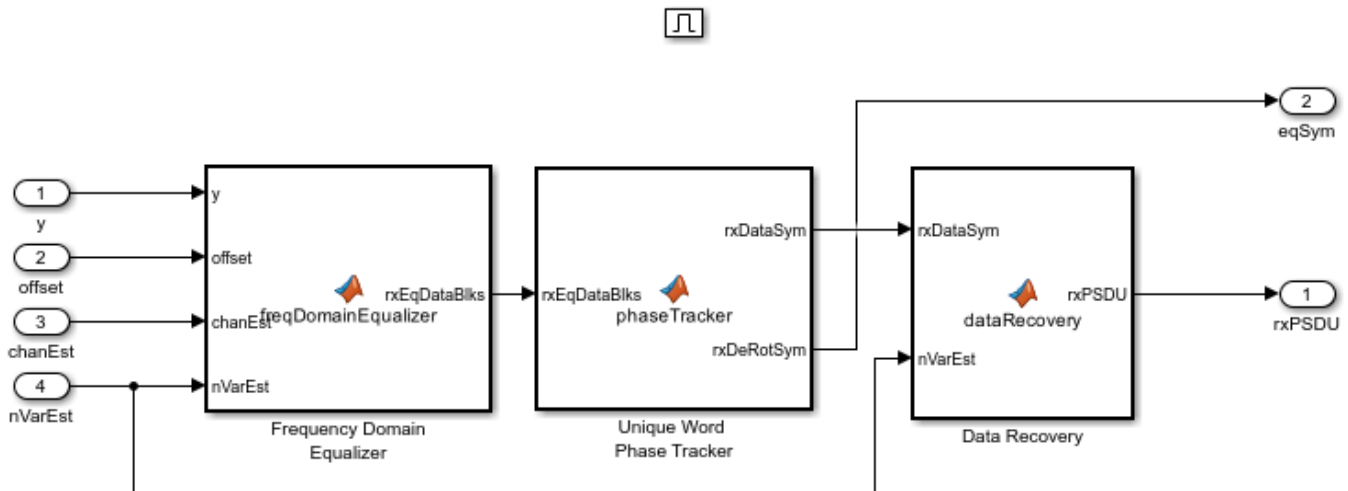 2
eqSym
1
y
2
offset
3
chanEst
4
nVarEst
y
offset
chanEst
nVarEst
freqDomainEqualizer
rxEqDataBlks
Frequency Domain
Equalizer
rxEqDataBlks
phaseTracker
rxDataSym
rxDeRotSym
Unique Word
Phase Tracker
rxDataSym
nVarEst
dataRecovery
rxPSDU
Data Recovery
1
rxPSDU